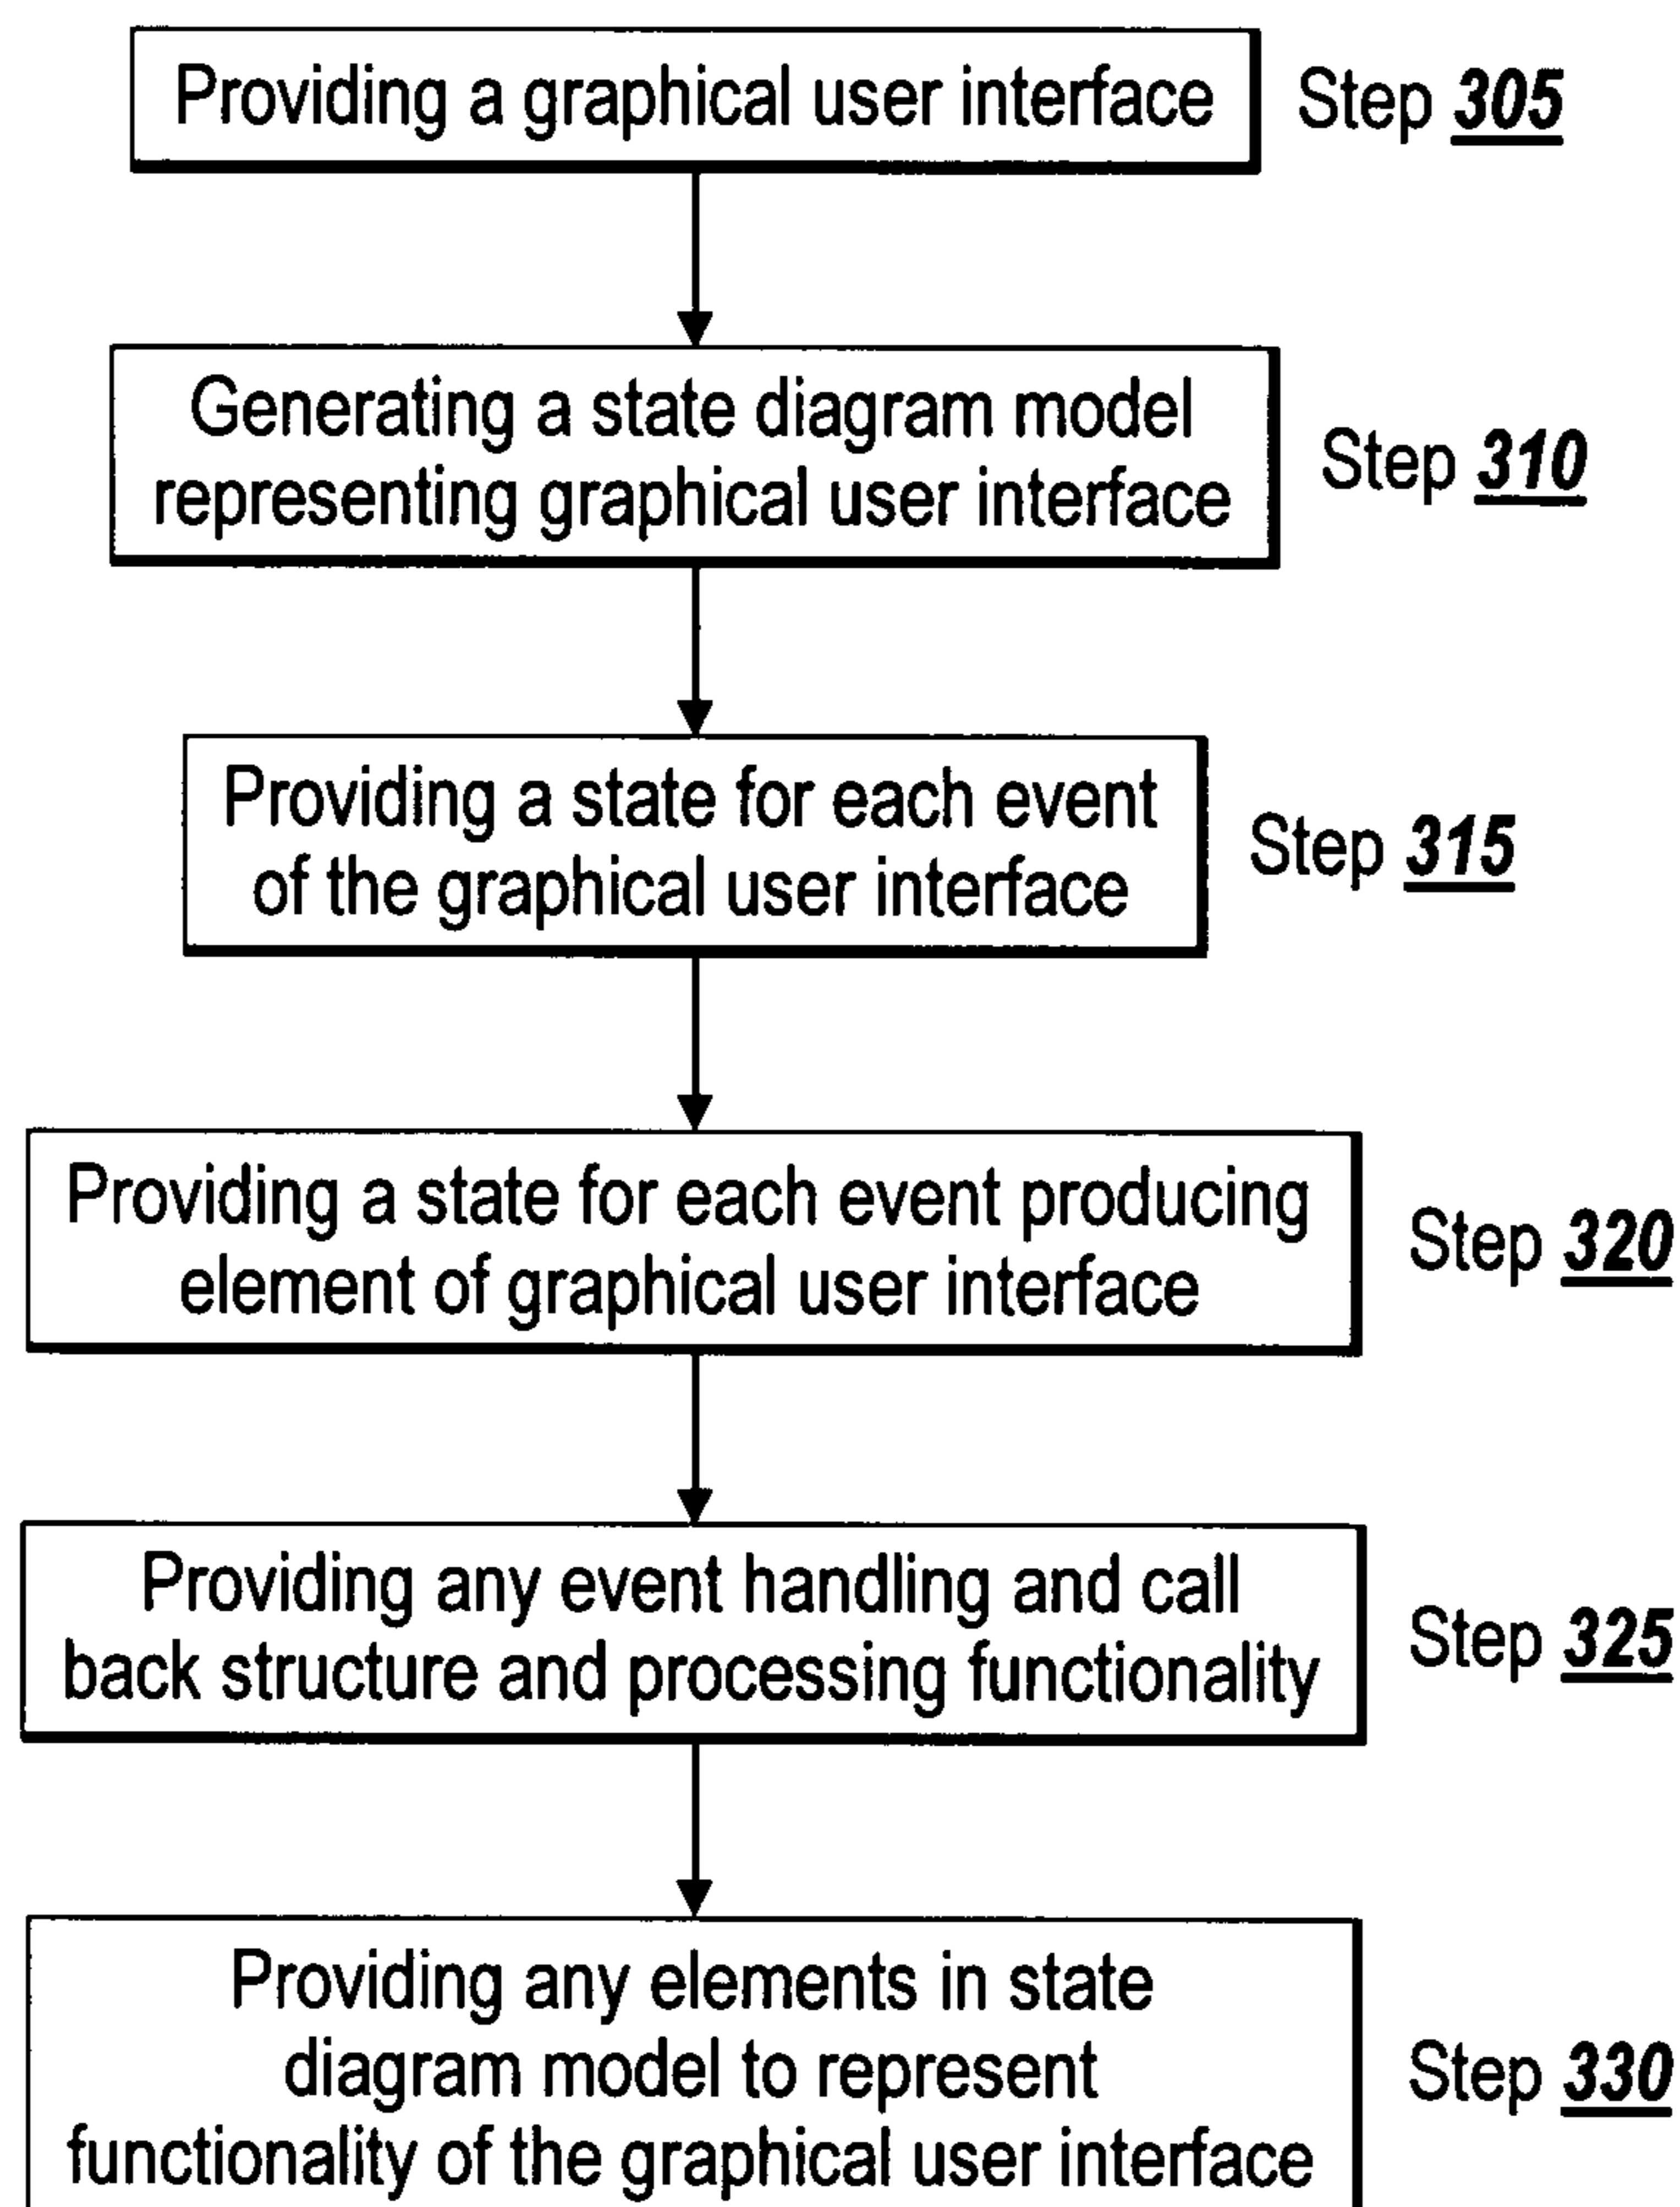 Providing a graphical user interface
Step 305
Generating a state diagram model
representing graphical user interface
Step 310
Providing a state for each event
of the graphical user interface
Step 315
Providing a state for each event producing
element of graphical user interface
Step 320
Providing any event handling and call
back structure and processing functionality
Step 325
Providing any elements in state
diagram model to represent
functionality of the graphical user interface
Step 330